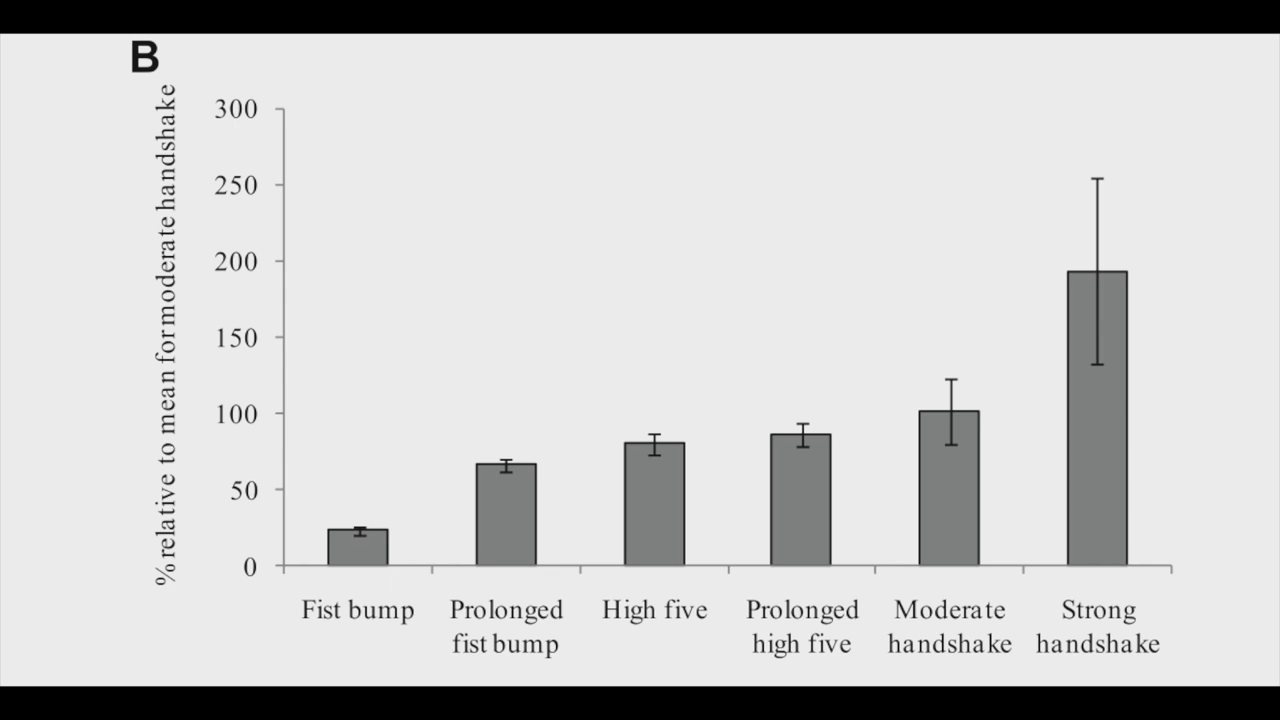 B
% relative to mean for moderate handshake
300
250
200
150
100
50
0
Fist bump
Prolonged
fist bump
High five
Prolonged
high five
Moderate
handshake
Strong
handshake